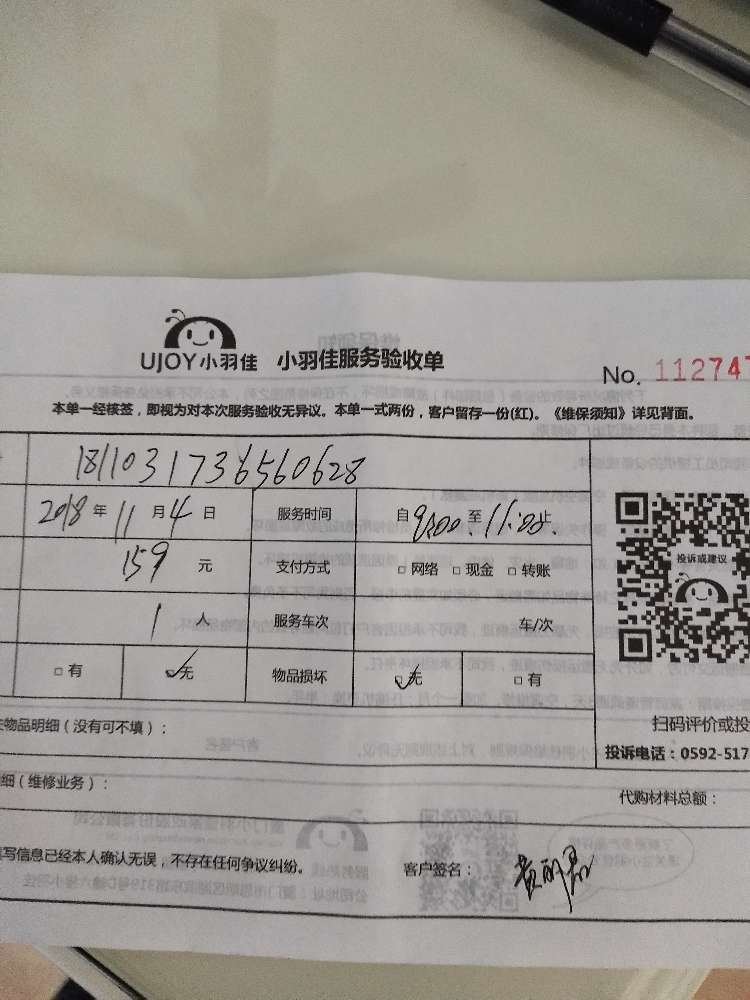 UJOY小羽佳 小羽佳服务验收单
No. 112747
本单一经核签，即视为对本次服务验收无异议。本单一式两份，客户留存一份(红)。《维保须知》详见背面。
1811031736560628
2018 年 11 月 4 日 服务时间 自 9:00 至 11:00 止
159 元 支付方式 □ 网络 □ 现金 □ 转账
投诉或建议
1 人 服务车次 车/次
□ 有 ☑ 无 物品损坏 ☑ 无 □ 有
物品明细（没有可不填）：
扫码评价或投
投诉电话：0592-517
细（维修业务）：
代购材料总额：
写信息已经本人确认无误，不存在任何争议纠纷。 客户签名：